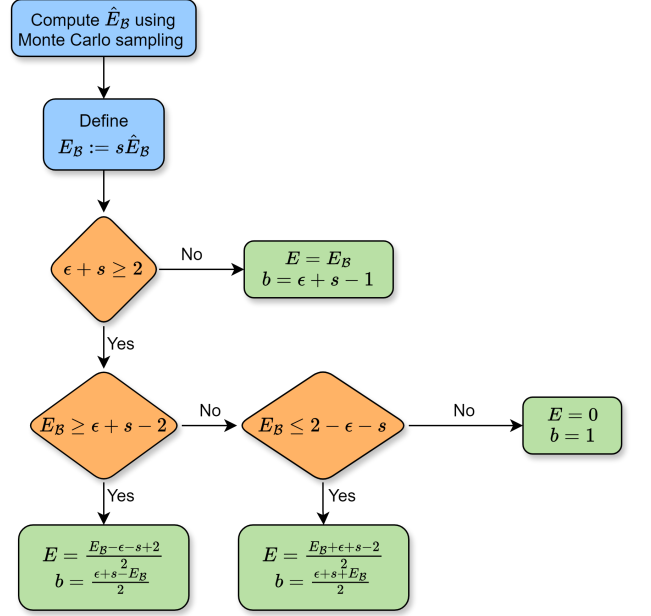 Compute $\hat{E}_{\mathcal{B}}$ using
Monte Carlo sampling
Define
$E_{\mathcal{B}} := s\hat{E}_{\mathcal{B}}$
$\epsilon + s \geq 2$
No
$E = E_{\mathcal{B}}$
$b = \epsilon + s - 1$
Yes
$E_{\mathcal{B}} \geq \epsilon + s - 2$
No
$E_{\mathcal{B}} \leq 2 - \epsilon - s$
No
$E = 0$
$b = 1$
Yes
Yes
$E = \frac{E_{\mathcal{B}} - \epsilon - s + 2}{2}$
$b = \frac{\epsilon + s - E_{\mathcal{B}}}{2}$
$E = \frac{E_{\mathcal{B}} + \epsilon + s - 2}{2}$
$b = \frac{\epsilon + s + E_{\mathcal{B}}}{2}$